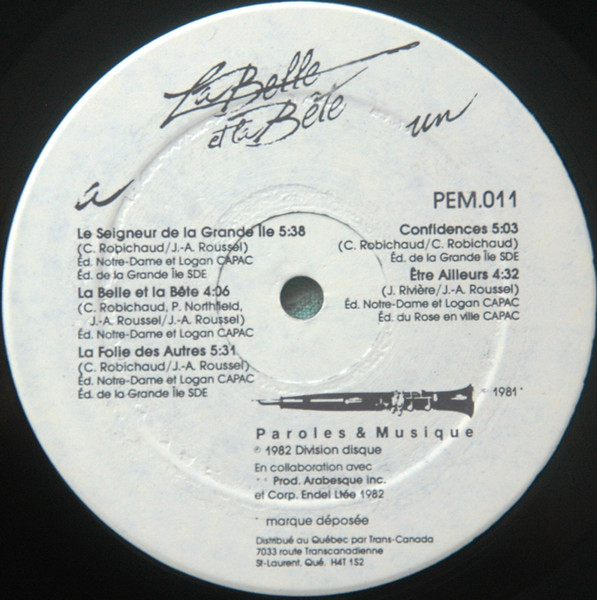 La Belle
et la Bête
a
un
PEM.011
Le Seigneur de la Grande Île 5:38
(C. Robichaud/J.-A. Roussel)
Éd. Notre-Dame et Logan CAPAC
Éd. de la Grande Île SDE
La Belle et la Bête 4:06
(C. Robichaud, P. Northfield,
J.-A. Roussel/J.-A. Roussel)
Éd. Notre-Dame et Logan CAPAC
La Folie des Autres 5:31
(C. Robichaud/J.-A. Roussel)
Éd. Notre-Dame et Logan CAPAC
Éd. de la Grande Île SDE
Confidences 5:03
(C. Robichaud/C. Robichaud)
Éd. de la Grande Île SDE
Être Ailleurs 4:32
(J. Rivière/J.-A. Roussel)
Éd. Notre-Dame et Logan CAPAC
Éd. du Rose en ville CAPAC
* 1981 *
Paroles & Musique
℗ 1982 Division disque
En collaboration avec
Prod. Arabesque Inc.
et Corp. Endel Ltée 1982
* marque déposée
Distribué au Québec par Trans-Canada
7033 route Transcanadienne
St-Laurent, Qué. H4T 1S2